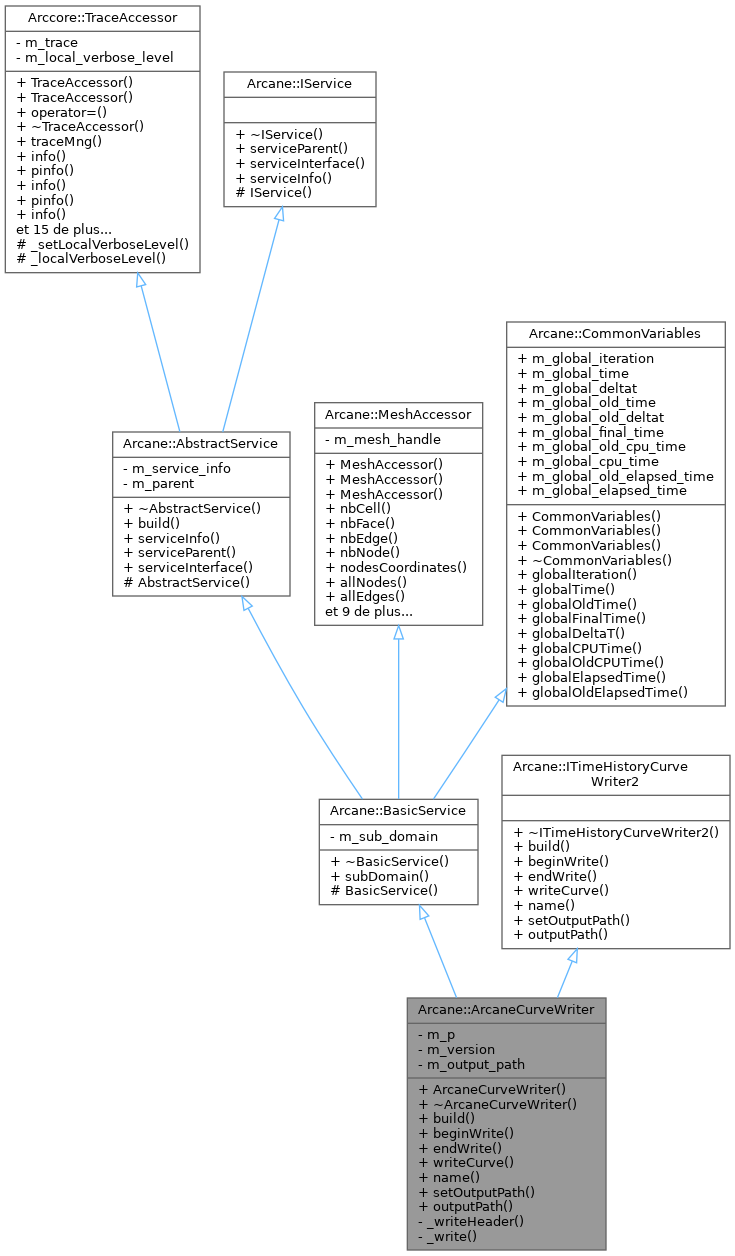 Arccore::TraceAccessor
- m_trace
- m_local_verbose_level
+ TraceAccessor()
+ TraceAccessor()
+ operator=()
+ ~TraceAccessor()
+ traceMng()
+ info()
+ pinfo()
+ info()
+ pinfo()
+ info()
et 15 de plus...
# _setLocalVerboseLevel()
# _localVerboseLevel()
Arcane::IService
+ ~IService()
+ serviceParent()
+ serviceInterface()
+ serviceInfo()
# IService()
Arcane::AbstractService
- m_service_info
- m_parent
+ ~AbstractService()
+ build()
+ serviceInfo()
+ serviceParent()
+ serviceInterface()
# AbstractService()
Arcane::MeshAccessor
- m_mesh_handle
+ MeshAccessor()
+ MeshAccessor()
+ MeshAccessor()
+ nbCell()
+ nbFace()
+ nbEdge()
+ nbNode()
+ nodesCoordinates()
+ allNodes()
+ allEdges()
et 9 de plus...
Arcane::CommonVariables
+ m_global_iteration
+ m_global_time
+ m_global_deltat
+ m_global_old_time
+ m_global_old_deltat
+ m_global_final_time
+ m_global_old_cpu_time
+ m_global_cpu_time
+ m_global_old_elapsed_time
+ m_global_elapsed_time
+ CommonVariables()
+ CommonVariables()
+ CommonVariables()
+ ~CommonVariables()
+ globalIteration()
+ globalTime()
+ globalOldTime()
+ globalFinalTime()
+ globalDeltaT()
+ globalCPUTime()
+ globalOldCPUTime()
+ globalElapsedTime()
+ globalOldElapsedTime()
Arcane::BasicService
- m_sub_domain
+ ~BasicService()
+ subDomain()
# BasicService()
Arcane::ITimeHistoryCurve
Writer2
+ ~ITimeHistoryCurveWriter2()
+ build()
+ beginWrite()
+ endWrite()
+ writeCurve()
+ name()
+ setOutputPath()
+ outputPath()
Arcane::ArcaneCurveWriter
- m_p
- m_version
- m_output_path
+ ArcaneCurveWriter()
+ ~ArcaneCurveWriter()
+ build()
+ beginWrite()
+ endWrite()
+ writeCurve()
+ name()
+ setOutputPath()
+ outputPath()
- _writeHeader()
- _write()